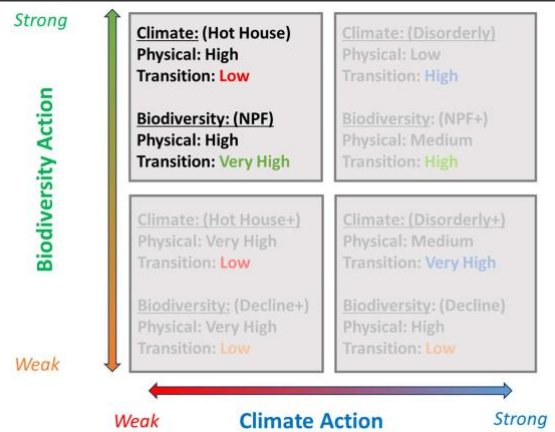 Strong
Biodiversity Action
Weak
Climate: (Hot House)
Physical: High
Transition: Low
Biodiversity: (NPF)
Physical: High
Transition: Very High
Climate: (Disorderly)
Physical: Low
Transition: High
Biodiversity: (NPF+)
Physical: Medium
Transition: High
Climate: (Hot House+)
Physical: Very High
Transition: Low
Biodiversity: (Decline+)
Physical: Very High
Transition: Low
Climate: (Disorderly+)
Physical: Medium
Transition: Very High
Biodiversity: (Decline)
Physical: High
Transition: Low
Weak
Climate Action
Strong